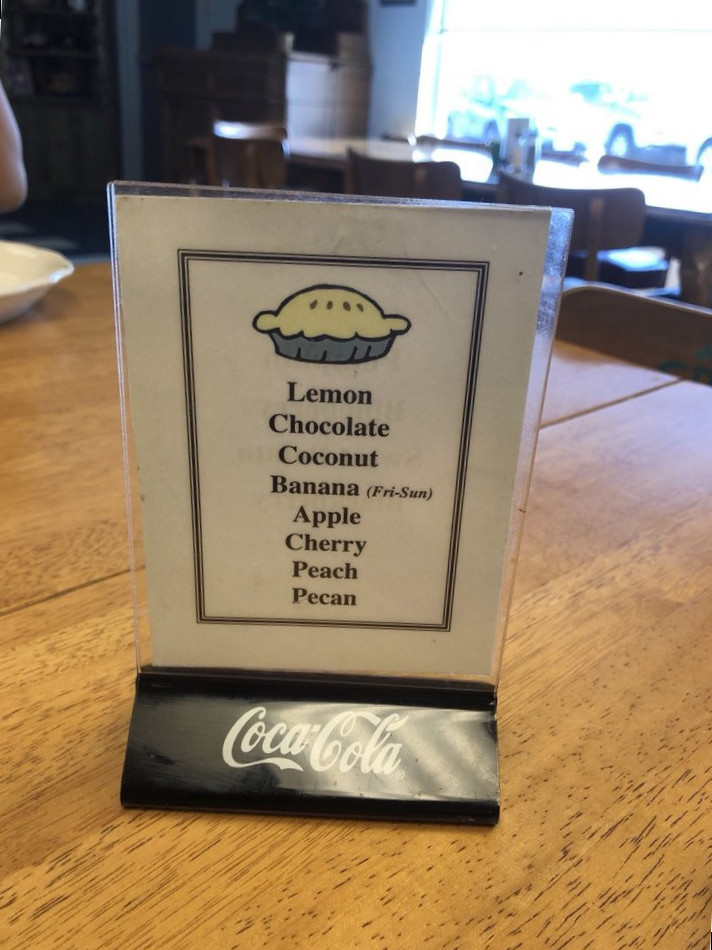 Lemon
Chocolate
Coconut
Banana (Fri-Sun)
Apple
Cherry
Peach
Pecan
Coca-Cola